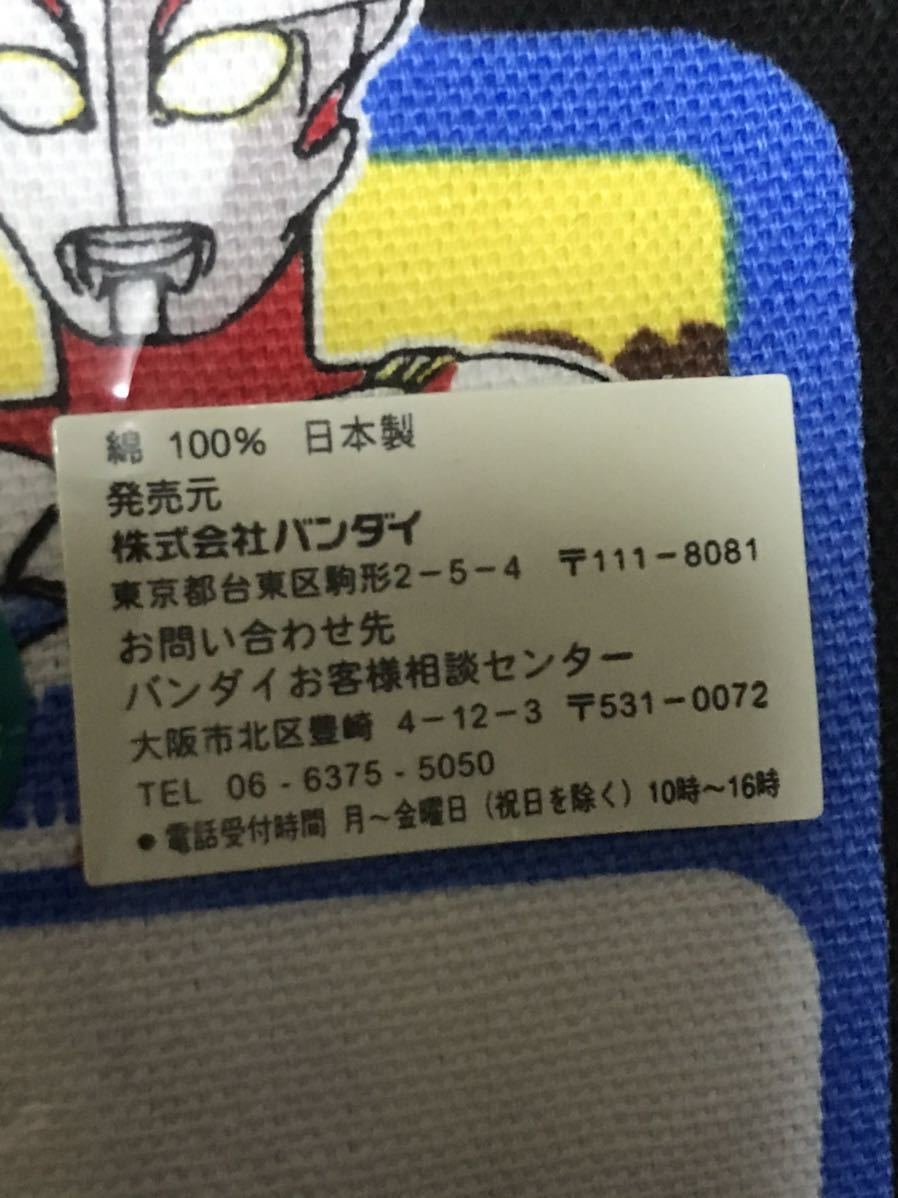 綿 100% 日本製
発売元
株式会社バンダイ
東京都台東区駒形2-5-4 〒111-8081
お問い合わせ先
バンダイお客様相談センター
大阪市北区豊崎 4-12-3 〒531-0072
TEL 06-6375-5050
●電話受付時間 月～金曜日（祝日を除く）10時～16時